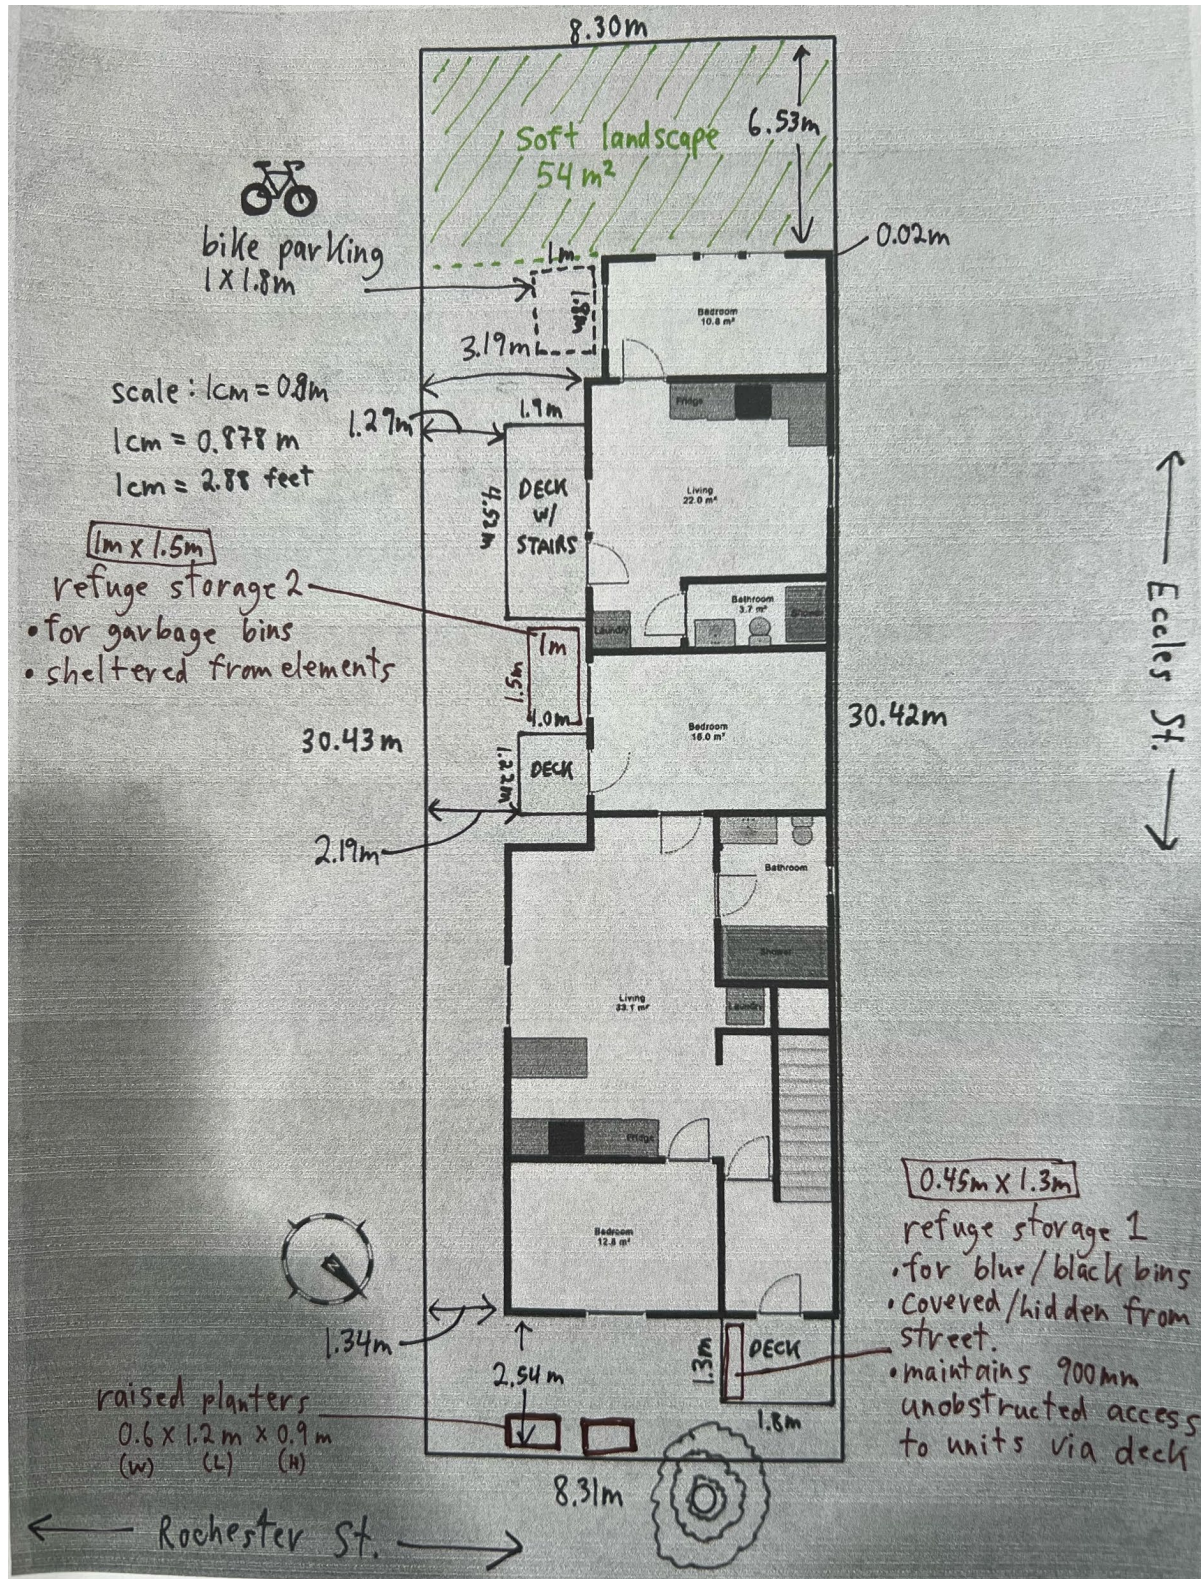 8.30m
6.53m
Soft landscape
54 m²
0.02m
bike parking
1 X 1.8m
1m
1.8m
Bedroom
10.8 m²
3.19m
scale : 1cm = 0.8m
1cm = 0.878 m
1cm = 2.88 feet
1.29m
1.9m
Fridge
4.52m
DECK
W/
STAIRS
Living
22.0 m²
1m x 1.5m
refuge storage 2
• for garbage bins
• sheltered from elements
Bathroom
3.7 m²
Shower
Laundry
1m
1.5m
1.0m
Bedroom
16.0 m²
Eccles St.
30.43m
30.42m
1.22m
DECK
2.19m
Bathroom
Shower
Living
33.1 m²
Laundry
Fridge
Bedroom
12.8 m²
N
0.45m x 1.3m
refuge storage 1
• for blue/black bins
• covered/hidden from
street.
• maintains 900mm
unobstructed access
to units via deck
1.34m
2.54m
1.3m
DECK
1.8m
raised planters
0.6 x 1.2m x 0.9m
(W) (L) (H)
8.31m
Rochester St.